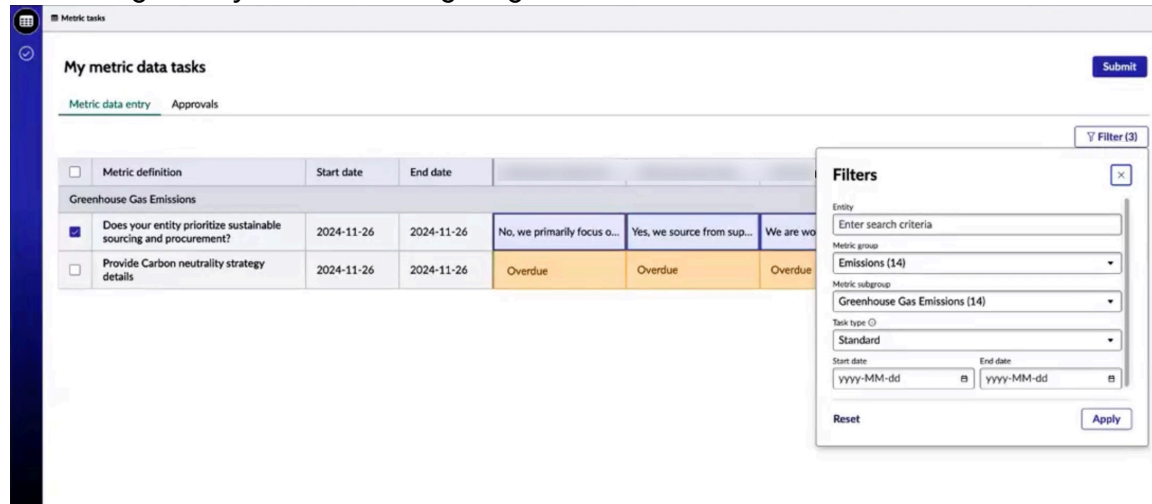 Metric tasks
My metric data tasks
Submit
Metric data entry Approvals
Filter (3)
Metric definition Start date End date
Greenhouse Gas Emissions
Does your entity prioritize sustainable
sourcing and procurement?
2024-11-26 2024-11-26 No, we primarily focus o... Yes, we source from sup... We are wo
Provide Carbon neutrality strategy
details
2024-11-26 2024-11-26 Overdue Overdue Overdue
Filters
Entity
Enter search criteria
Metric group
Emissions (14)
Metric subgroup
Greenhouse Gas Emissions (14)
Task type
Standard
Start date End date
yyyy-MM-dd yyyy-MM-dd
Reset Apply